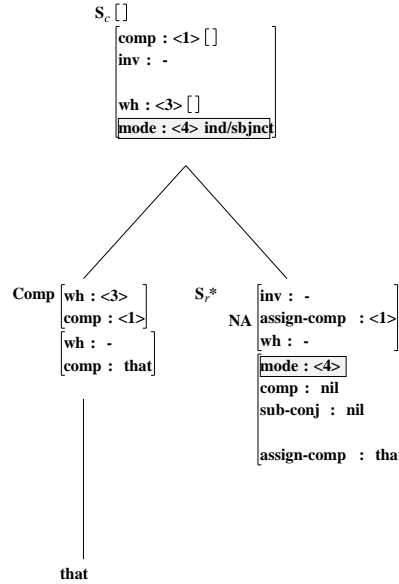 S_c []
comp : <1> []
inv : -
wh : <3> []
mode : <4> ind/sbjnct
Comp wh : <3>
comp : <1>
wh : -
comp : that
S_r*
NA
inv : -
assign-comp : <1>
wh : -
mode : <4>
comp : nil
sub-conj : nil
assign-comp : that
that